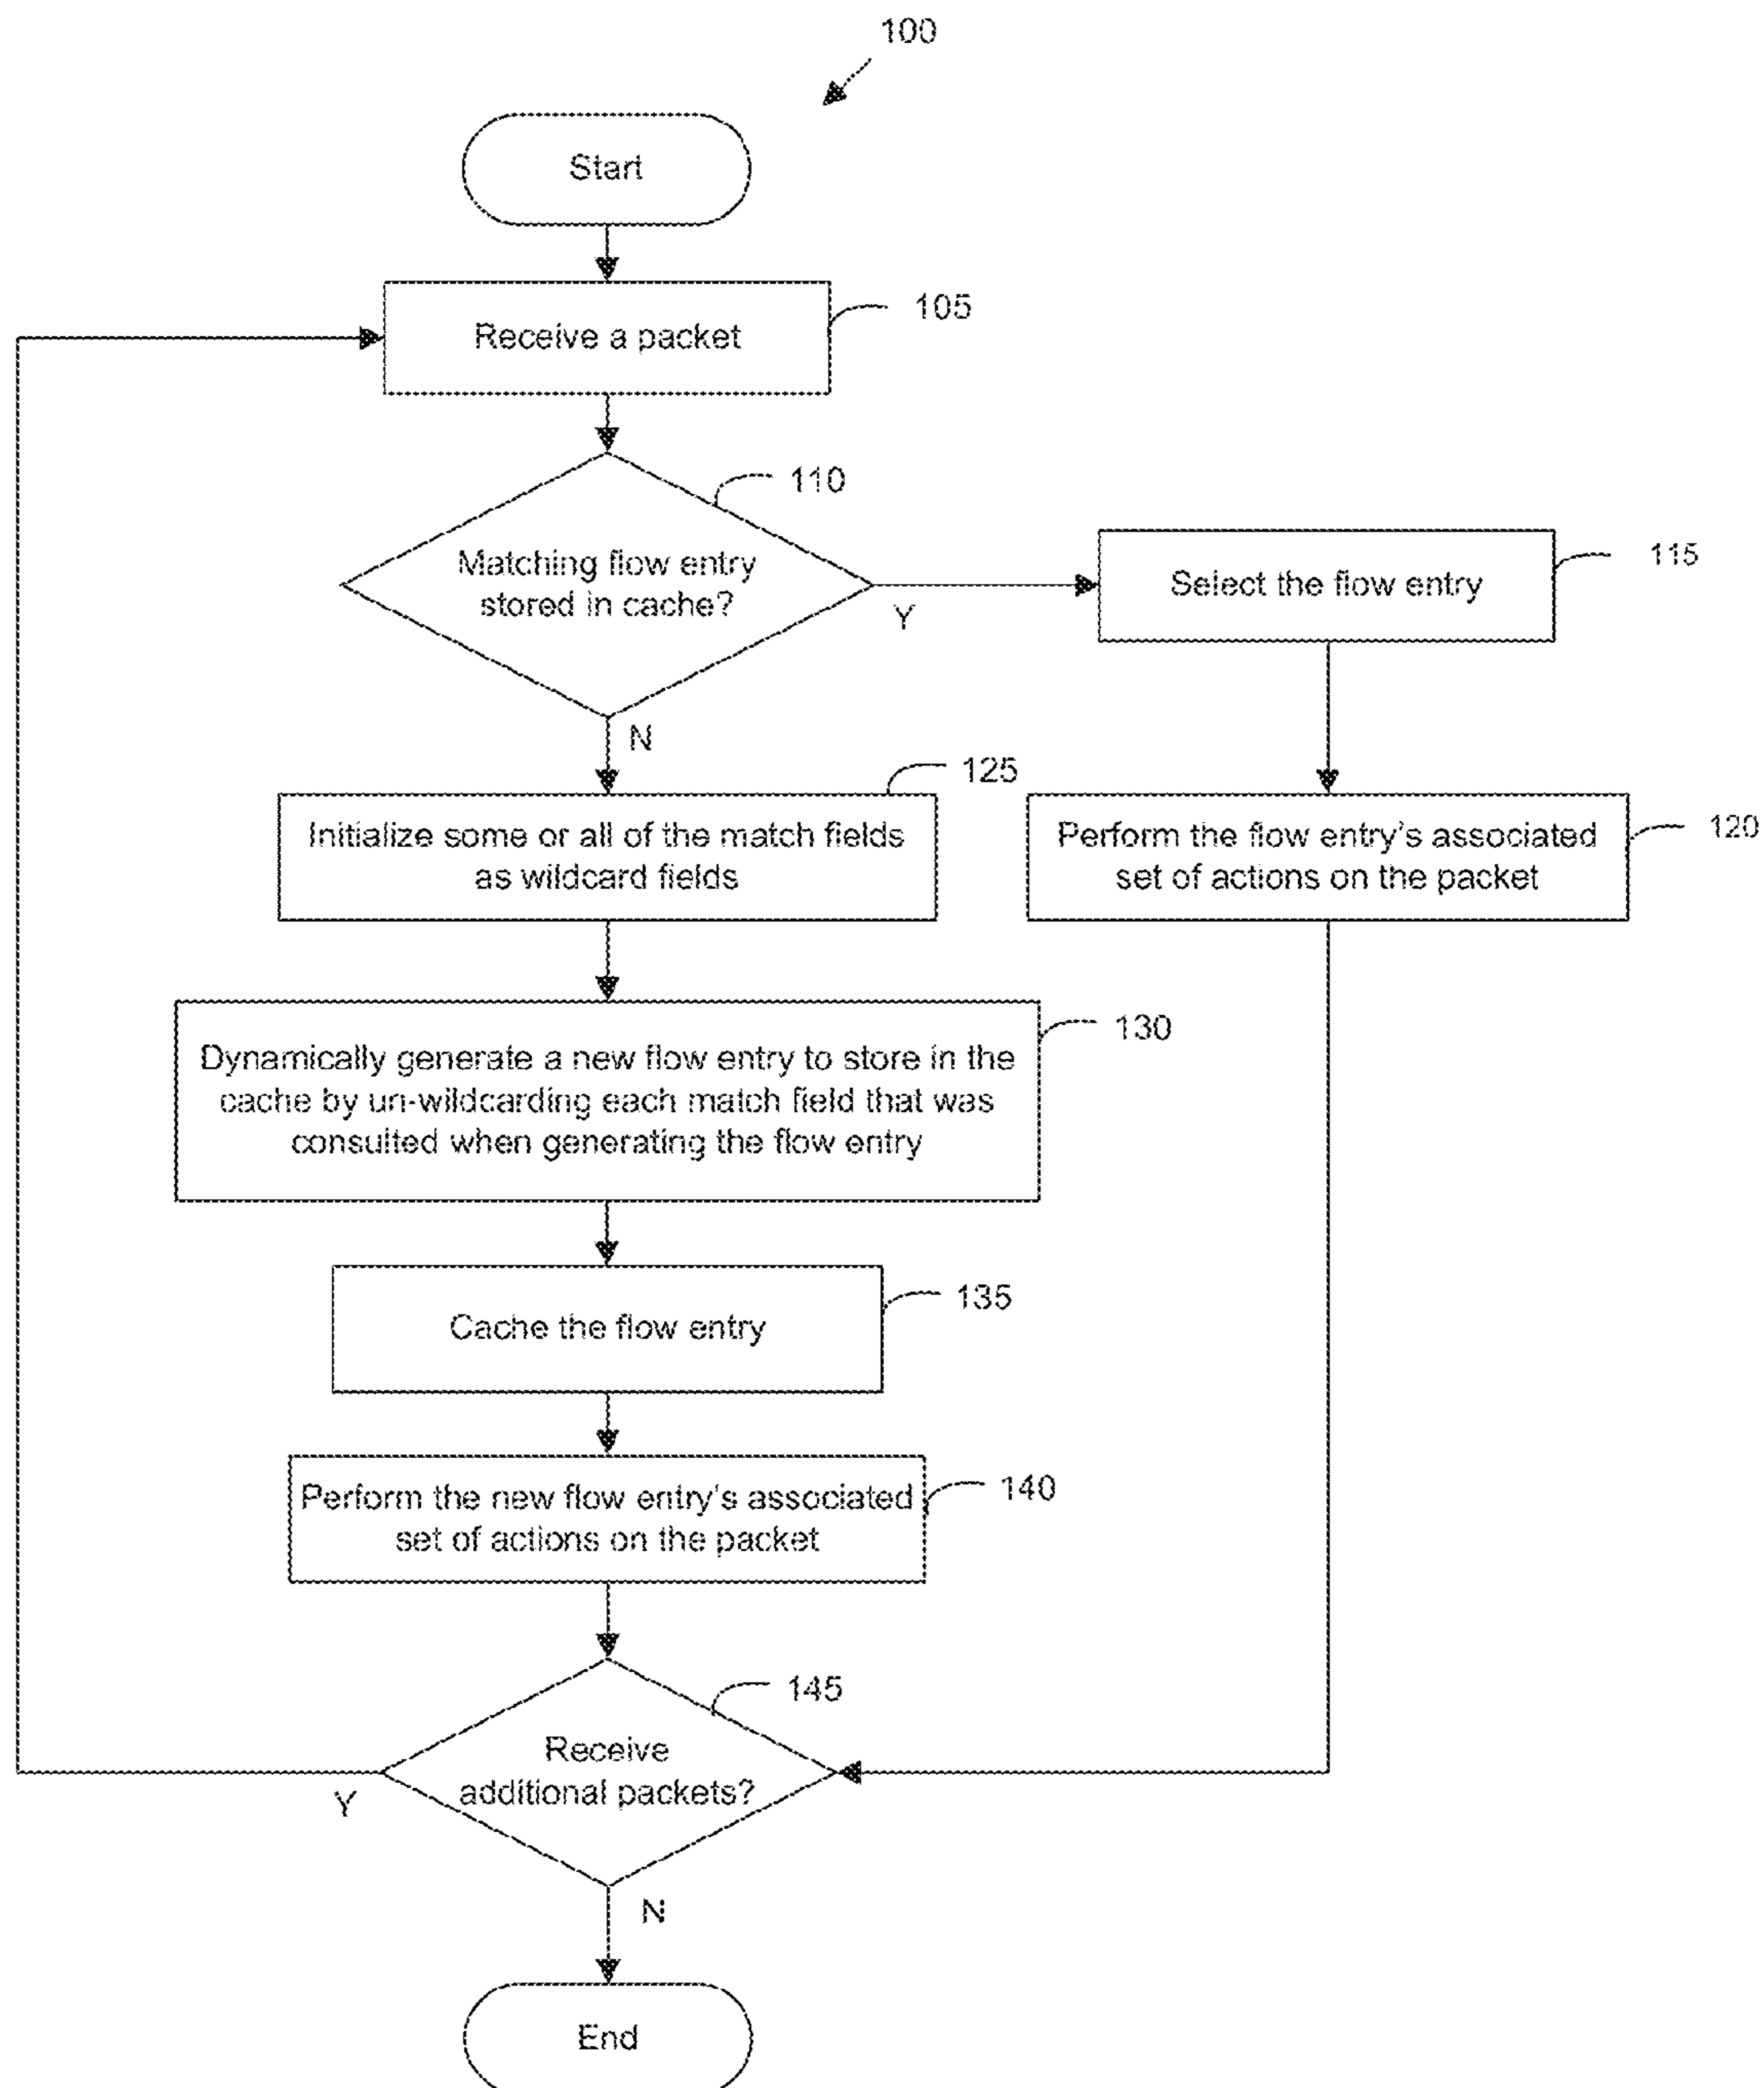 100
Start
Receive a packet
105
110
Matching flow entry
stored in cache?
Y
Select the flow entry
115
N
125
Initialize some or all of the match fields
as wildcard fields
Perform the flow entry's associated
set of actions on the packet
120
130
Dynamically generate a new flow entry to store in the
cache by un-wildcarding each match field that was
consulted when generating the flow entry
135
Cache the flow entry
Perform the new flow entry's associated
set of actions on the packet
140
145
Receive
additional packets?
Y
N
End